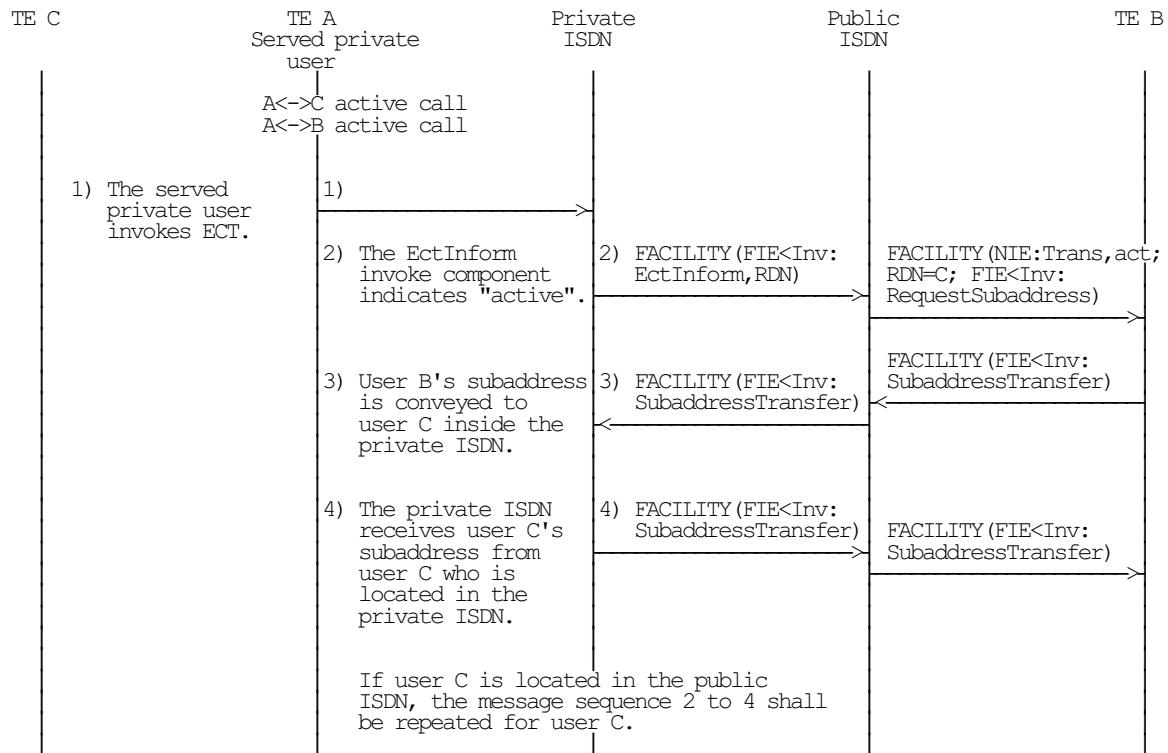 TE C TE A Private Public TE B
Served private ISDN ISDN
user
A<->C active call
A<->B active call
1) The served
private user
invokes ECT.
1)
2) The EctInform
invoke component
indicates "active".
2) FACILITY(FIE<Inv:
EctInform,RDN)
FACILITY(NIE:Trans,act;
RDN=C; FIE<Inv:
RequestSubaddress)
3) User B's subaddress
is conveyed to
user C inside the
private ISDN.
3) FACILITY(FIE<Inv:
SubaddressTransfer)
FACILITY(FIE<Inv:
SubaddressTransfer)
4) The private ISDN
receives user C's
subaddress from
user C who is
located in the
private ISDN.
4) FACILITY(FIE<Inv:
SubaddressTransfer)
FACILITY(FIE<Inv:
SubaddressTransfer)
If user C is located in the public
ISDN, the message sequence 2 to 4 shall
be repeated for user C.